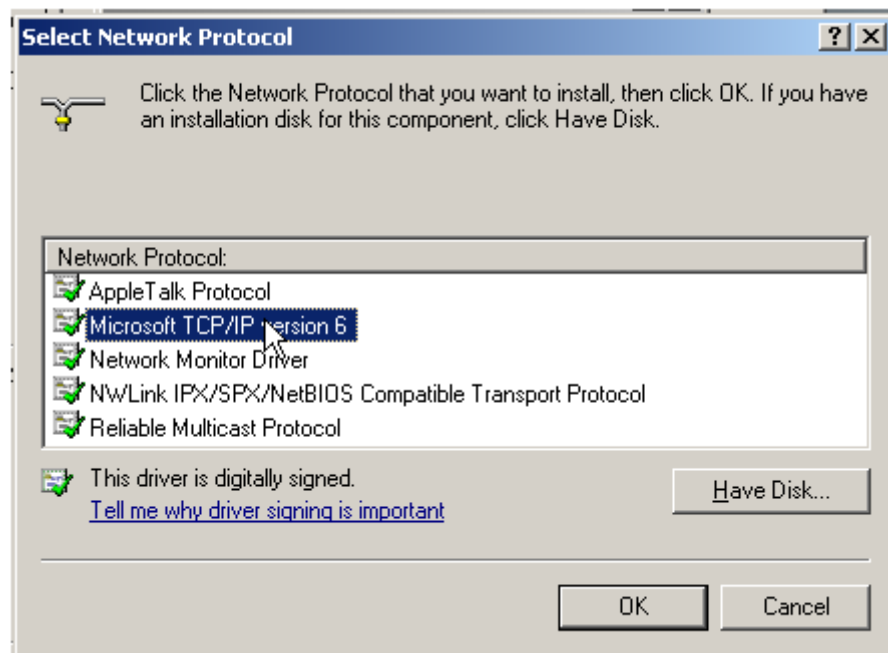 Select Network Protocol
Click the Network Protocol that you want to install, then click OK. If you have
an installation disk for this component, click Have Disk.
Network Protocol:
AppleTalk Protocol
Microsoft TCP/IP version 6
Network Monitor Driver
NWLink IPX/SPX/NetBIOS Compatible Transport Protocol
Reliable Multicast Protocol
This driver is digitally signed.
Have Disk...
Tell me why driver signing is important
OK
Cancel